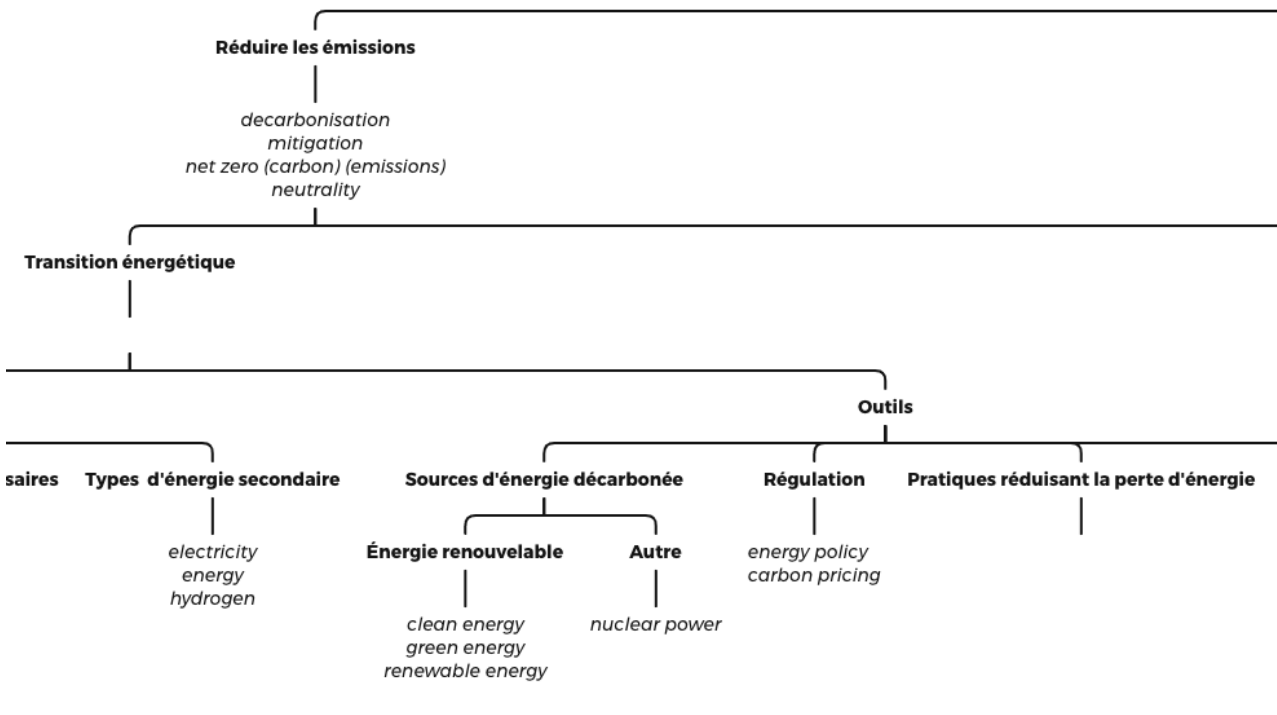 Réduire les émissions
decarbonisation
mitigation
net zero (carbon) (emissions)
neutrality
Transition énergétique
Outils
saires
Types d'énergie secondaire
Sources d'énergie décarbonée
Régulation
Pratiques réduisant la perte d'énergie
electricity
energy
hydrogen
Énergie renouvelable
Autre
energy policy
carbon pricing
clean energy
green energy
renewable energy
nuclear power